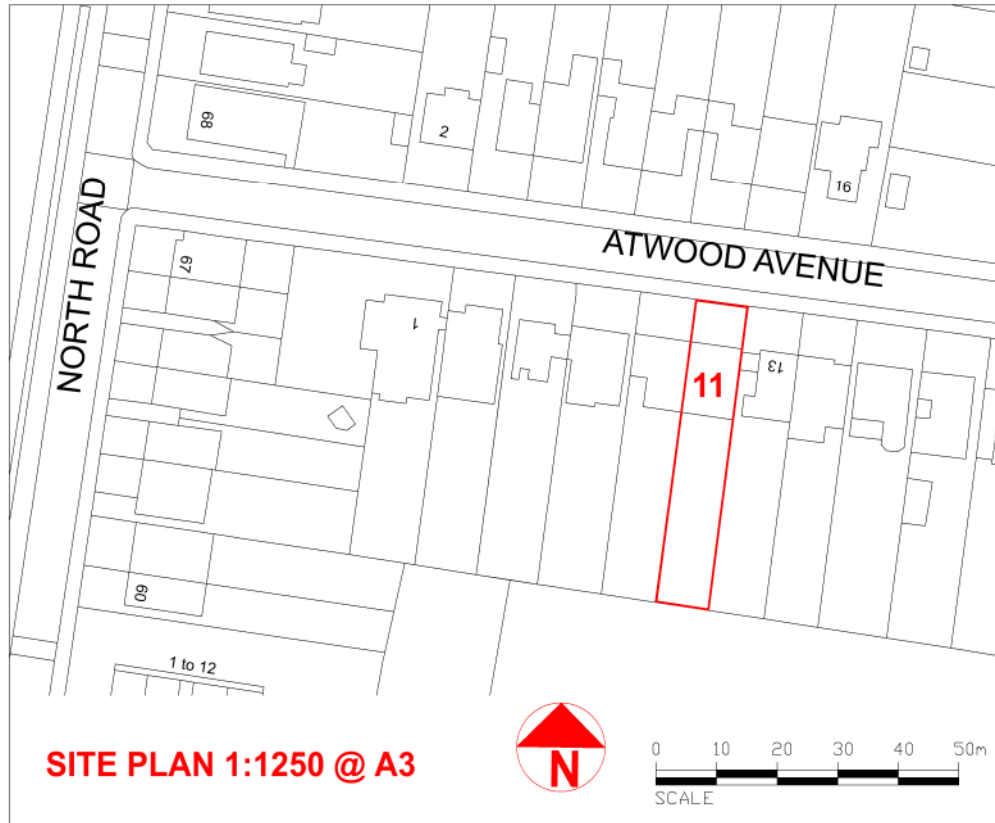 68
2
16
NORTH ROAD
ATWOOD AVENUE
67
1
11
13
60
1 to 12
SITE PLAN 1:1250 @ A3
N
0 10 20 30 40 50m
SCALE